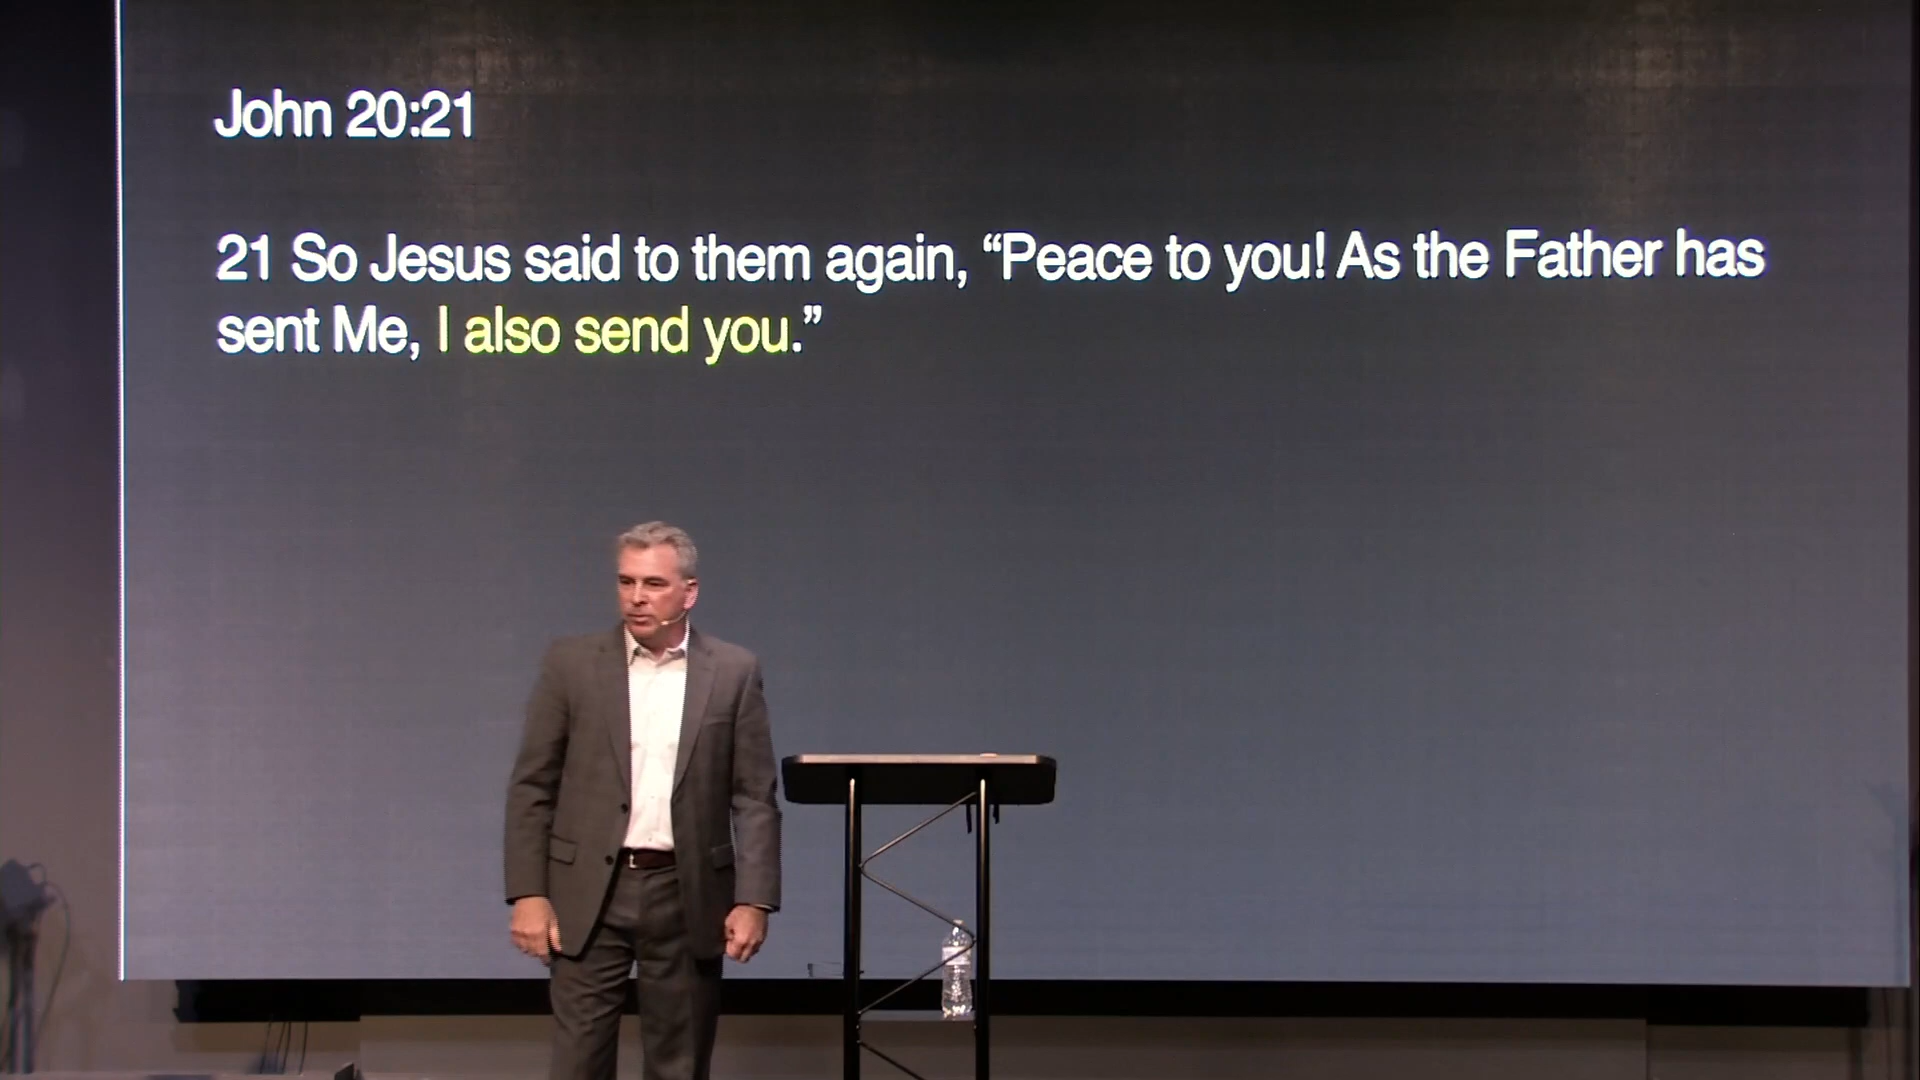 John 20:21
21 So Jesus said to them again, “Peace to you! As the Father has
sent Me, I also send you.”